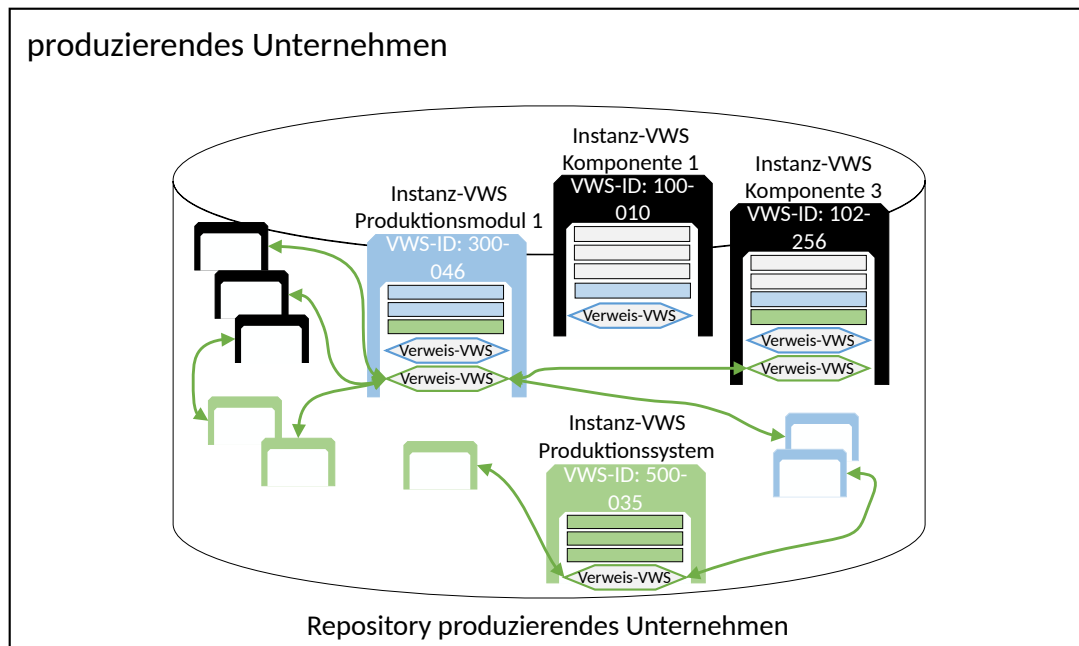 produzierendes Unternehmen
Instanz-VWS
Komponente 1
VWS-ID: 100-
010
Instanz-VWS
Komponente 3
VWS-ID: 102-
256
Instanz-VWS
Produktionsmodul 1
VWS-ID: 300-
046
Verweis-VWS
Verweis-VWS
Verweis-VWS
Verweis-VWS
Verweis-VWS
Instanz-VWS
Produktionssystem
VWS-ID: 500-
035
Verweis-VWS
Repository produzierendes Unternehmen